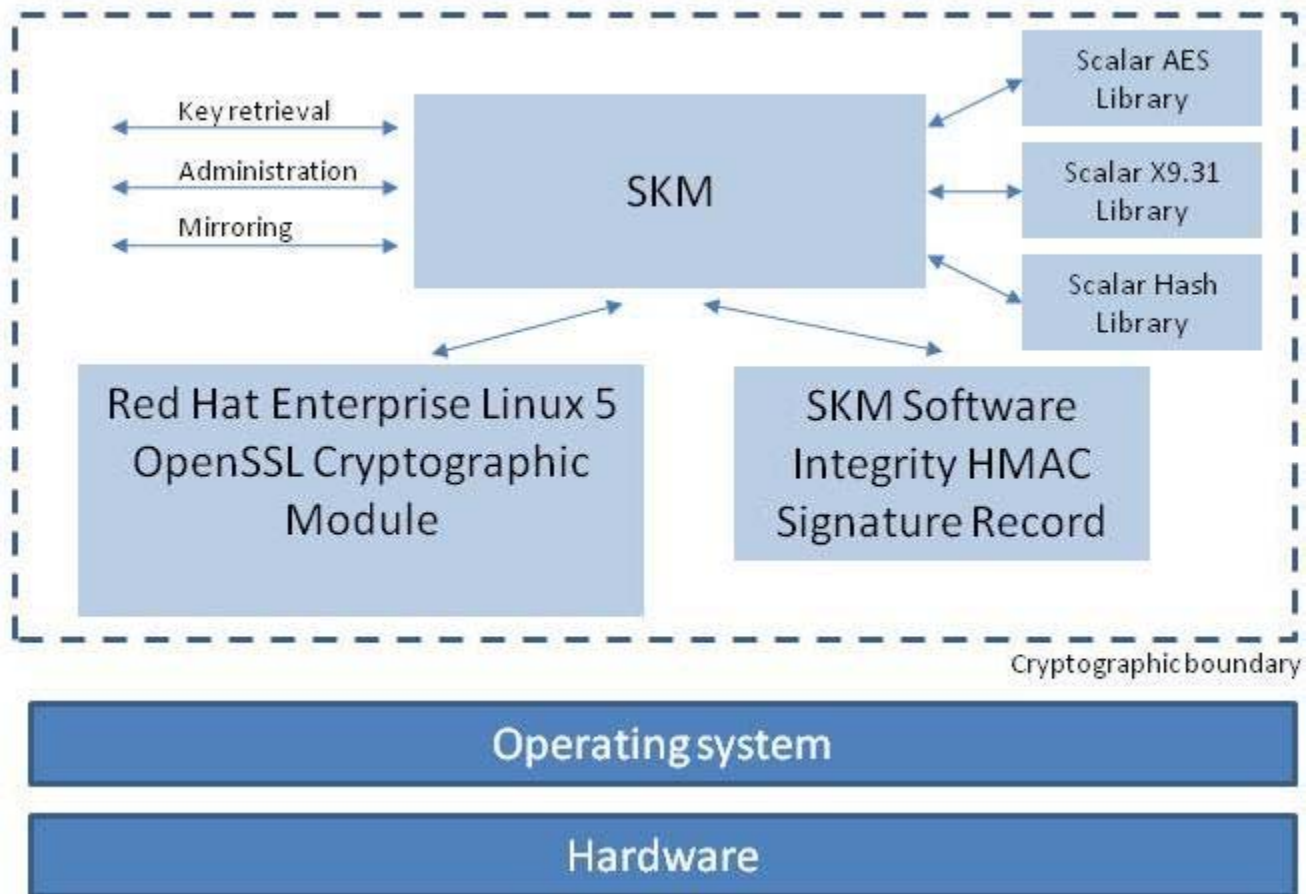 Key retrieval
Administration
Mirroring
SKM
Scalar AES
Library
Scalar X9.31
Library
Scalar Hash
Library
Red Hat Enterprise Linux 5
OpenSSL Cryptographic
Module
SKM Software
Integrity HMAC
Signature Record
Cryptographic boundary
Operating system
Hardware